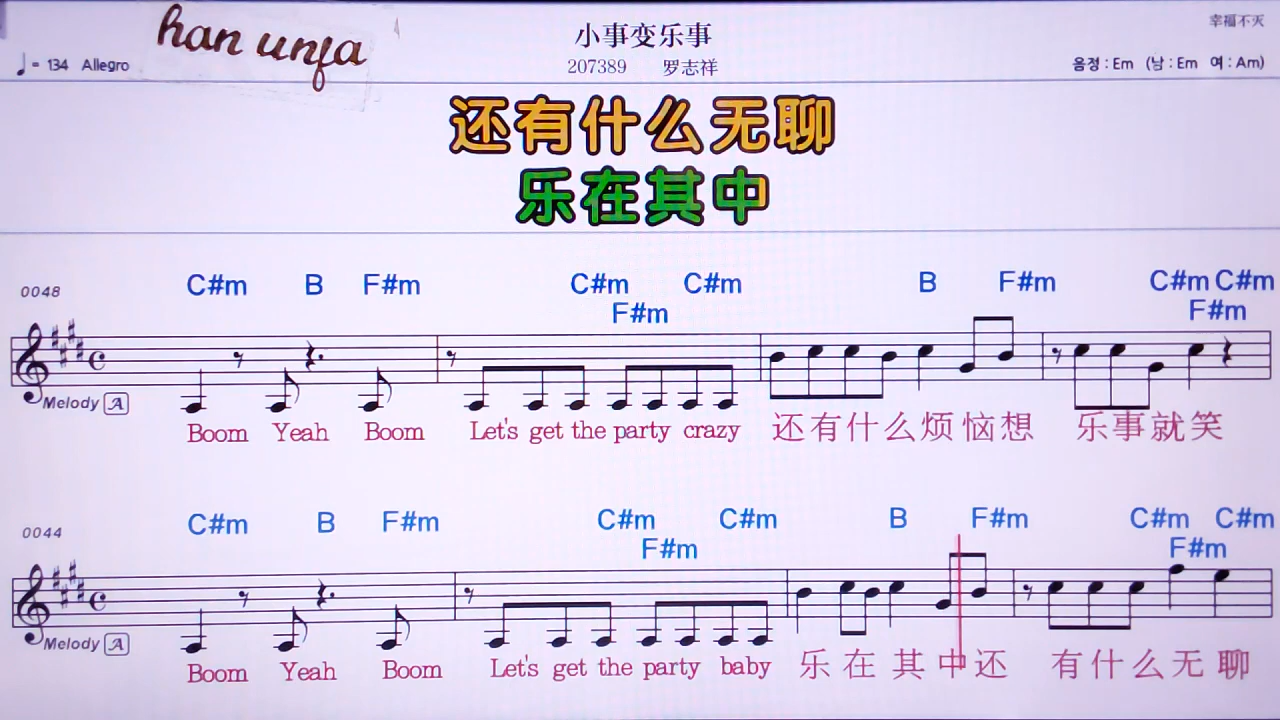 han unfa
小事变乐事
幸福不灭
♩= 134 Allegro
207389 罗志祥
음정 : Em (남 : Em 여 : Am)
还有什么无聊
乐在其中
C#m B F#m C#m C#m B F#m C#m C#m
F#m F#m
0048
Melody A
Boom Yeah Boom Let's get the party crazy 还有什么烦恼想 乐事就笑
C#m B F#m C#m C#m B F#m C#m C#m
F#m F#m
0044
Melody A
Boom Yeah Boom Let's get the party baby 乐在其中还 有什么无聊